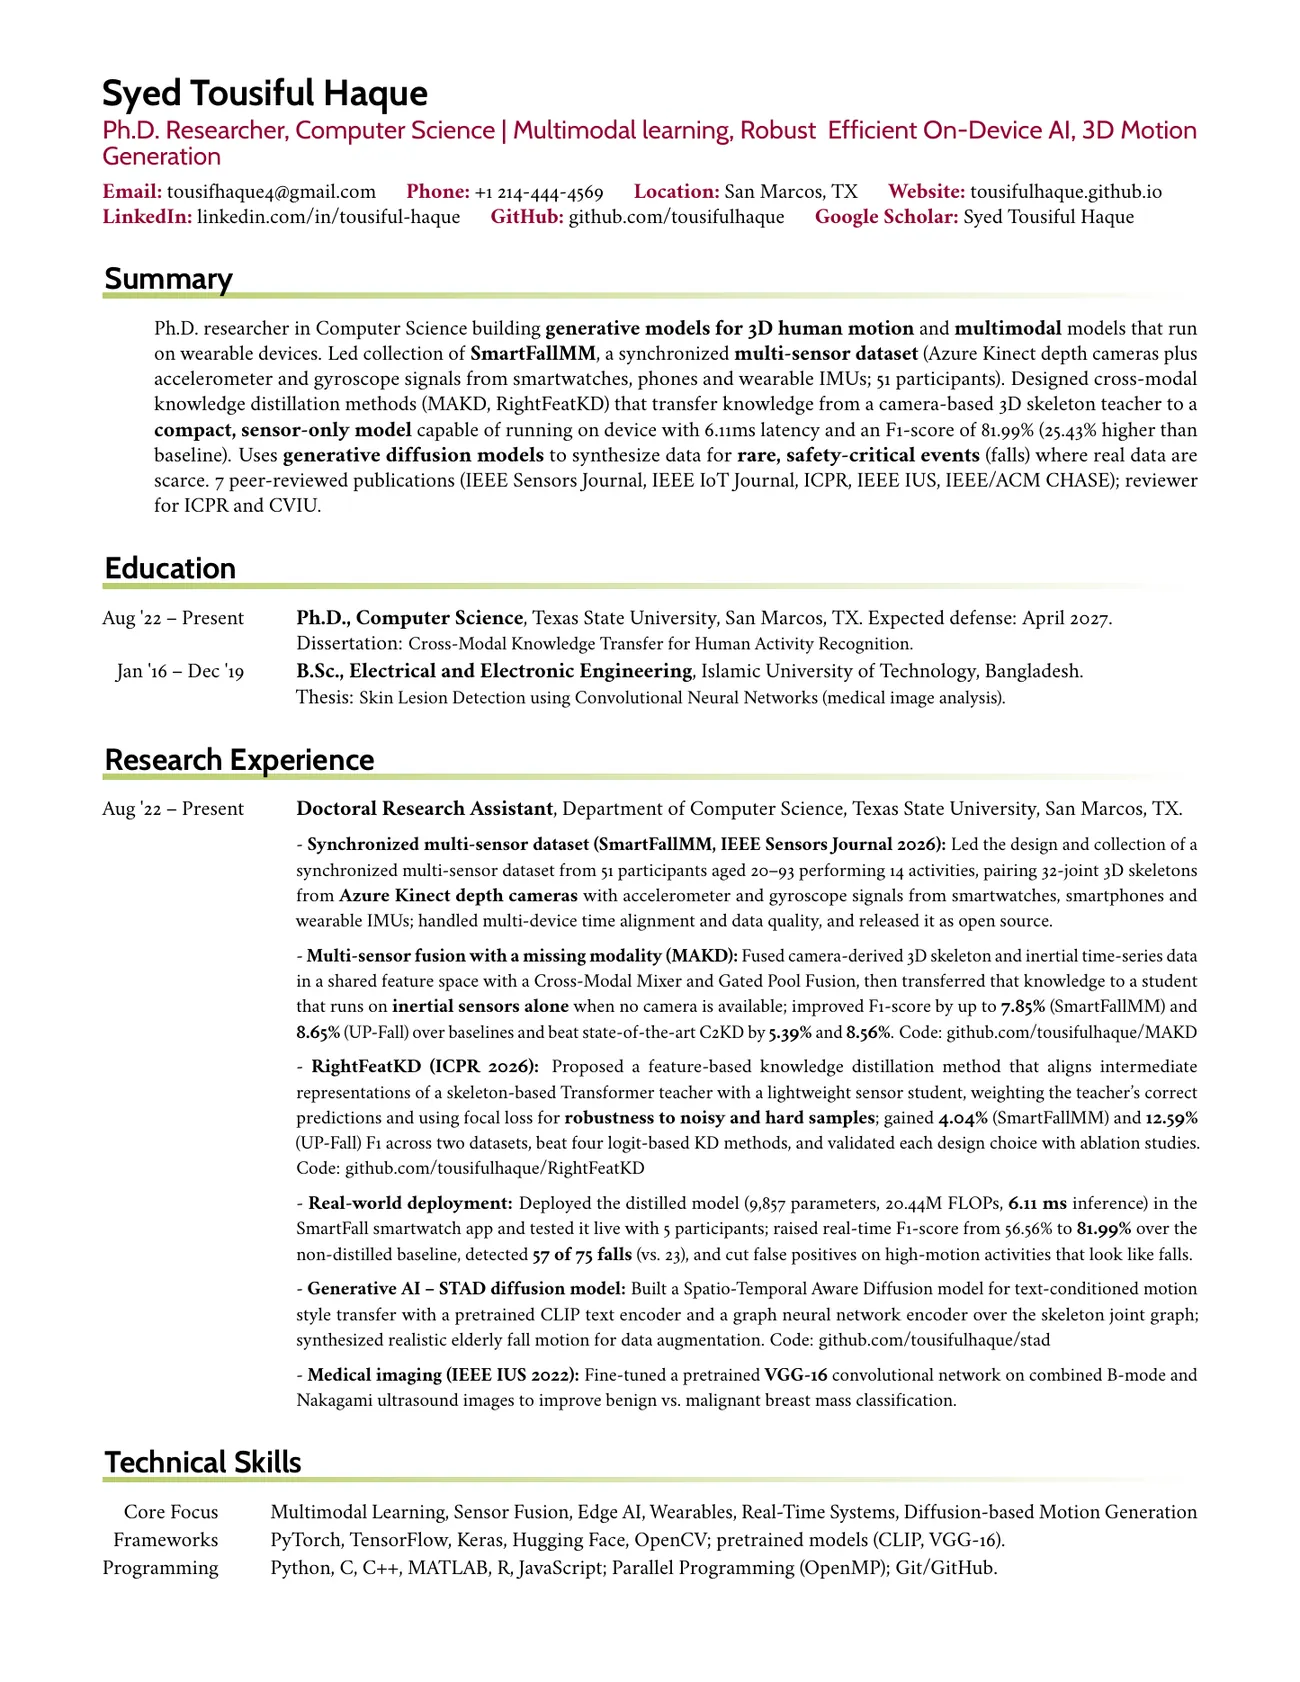 Syed Tousiful Haque
Ph.D. Researcher, Computer Science | Multimodal learning, Robust  Efficient On-Device AI, 3D Motion
Generation
Email: tousifhaque4@gmail.com Phone: +1 214-444-4569 Location: San Marcos, TX Website: tousifulhaque.github.io
LinkedIn: linkedin.com/in/tousiful-haque GitHub: github.com/tousifulhaque Google Scholar: Syed Tousiful Haque
Summary
Ph.D. researcher in Computer Science building generative models for 3D human motion and multimodal models that run
on wearable devices. Led collection of SmartFallMM, a synchronized multi-sensor dataset (Azure Kinect depth cameras plus
accelerometer and gyroscope signals from smartwatches, phones and wearable IMUs; 51 participants). Designed cross-modal
knowledge distillation methods (MAKD, RightFeatKD) that transfer knowledge from a camera-based 3D skeleton teacher to a
compact, sensor-only model capable of running on device with 6.11ms latency and an F1-score of 81.99% (25.43% higher than
baseline). Uses generative diffusion models to synthesize data for rare, safety-critical events (falls) where real data are
scarce. 7 peer-reviewed publications (IEEE Sensors Journal, IEEE IoT Journal, ICPR, IEEE IUS, IEEE/ACM CHASE); reviewer
for ICPR and CVIU.
Education
Aug '22 – Present Ph.D., Computer Science, Texas State University, San Marcos, TX. Expected defense: April 2027.
Dissertation: Cross-Modal Knowledge Transfer for Human Activity Recognition.
Jan '16 – Dec '19 B.Sc., Electrical and Electronic Engineering, Islamic University of Technology, Bangladesh.
Thesis: Skin Lesion Detection using Convolutional Neural Networks (medical image analysis).
Research Experience
Aug '22 – Present Doctoral Research Assistant, Department of Computer Science, Texas State University, San Marcos, TX.
- Synchronized multi-sensor dataset (SmartFallMM, IEEE Sensors Journal 2026): Led the design and collection of a
synchronized multi-sensor dataset from 51 participants aged 20–93 performing 14 activities, pairing 32-joint 3D skeletons
from Azure Kinect depth cameras with accelerometer and gyroscope signals from smartwatches, smartphones and
wearable IMUs; handled multi-device time alignment and data quality, and released it as open source.
- Multi-sensor fusion with a missing modality (MAKD): Fused camera-derived 3D skeleton and inertial time-series data
in a shared feature space with a Cross-Modal Mixer and Gated Pool Fusion, then transferred that knowledge to a student
that runs on inertial sensors alone when no camera is available; improved F1-score by up to 7.85% (SmartFallMM) and
8.65% (UP-Fall) over baselines and beat state-of-the-art C2KD by 5.39% and 8.56%. Code: github.com/tousifulhaque/MAKD
- RightFeatKD (ICPR 2026): Proposed a feature-based knowledge distillation method that aligns intermediate
representations of a skeleton-based Transformer teacher with a lightweight sensor student, weighting the teacher's correct
predictions and using focal loss for robustness to noisy and hard samples; gained 4.04% (SmartFallMM) and 12.59%
(UP-Fall) F1 across two datasets, beat four logit-based KD methods, and validated each design choice with ablation studies.
Code: github.com/tousifulhaque/RightFeatKD
- Real-world deployment: Deployed the distilled model (9,857 parameters, 20.44M FLOPs, 6.11 ms inference) in the
SmartFall smartwatch app and tested it live with 5 participants; raised real-time F1-score from 56.56% to 81.99% over the
non-distilled baseline, detected 57 of 75 falls (vs. 23), and cut false positives on high-motion activities that look like falls.
- Generative AI – STAD diffusion model: Built a Spatio-Temporal Aware Diffusion model for text-conditioned motion
style transfer with a pretrained CLIP text encoder and a graph neural network encoder over the skeleton joint graph;
synthesized realistic elderly fall motion for data augmentation. Code: github.com/tousifulhaque/stad
- Medical imaging (IEEE IUS 2022): Fine-tuned a pretrained VGG-16 convolutional network on combined B-mode and
Nakagami ultrasound images to improve benign vs. malignant breast mass classification.
Technical Skills
Core Focus Multimodal Learning, Sensor Fusion, Edge AI, Wearables, Real-Time Systems, Diffusion-based Motion Generation
Frameworks PyTorch, TensorFlow, Keras, Hugging Face, OpenCV; pretrained models (CLIP, VGG-16).
Programming Python, C, C++, MATLAB, R, JavaScript; Parallel Programming (OpenMP); Git/GitHub.